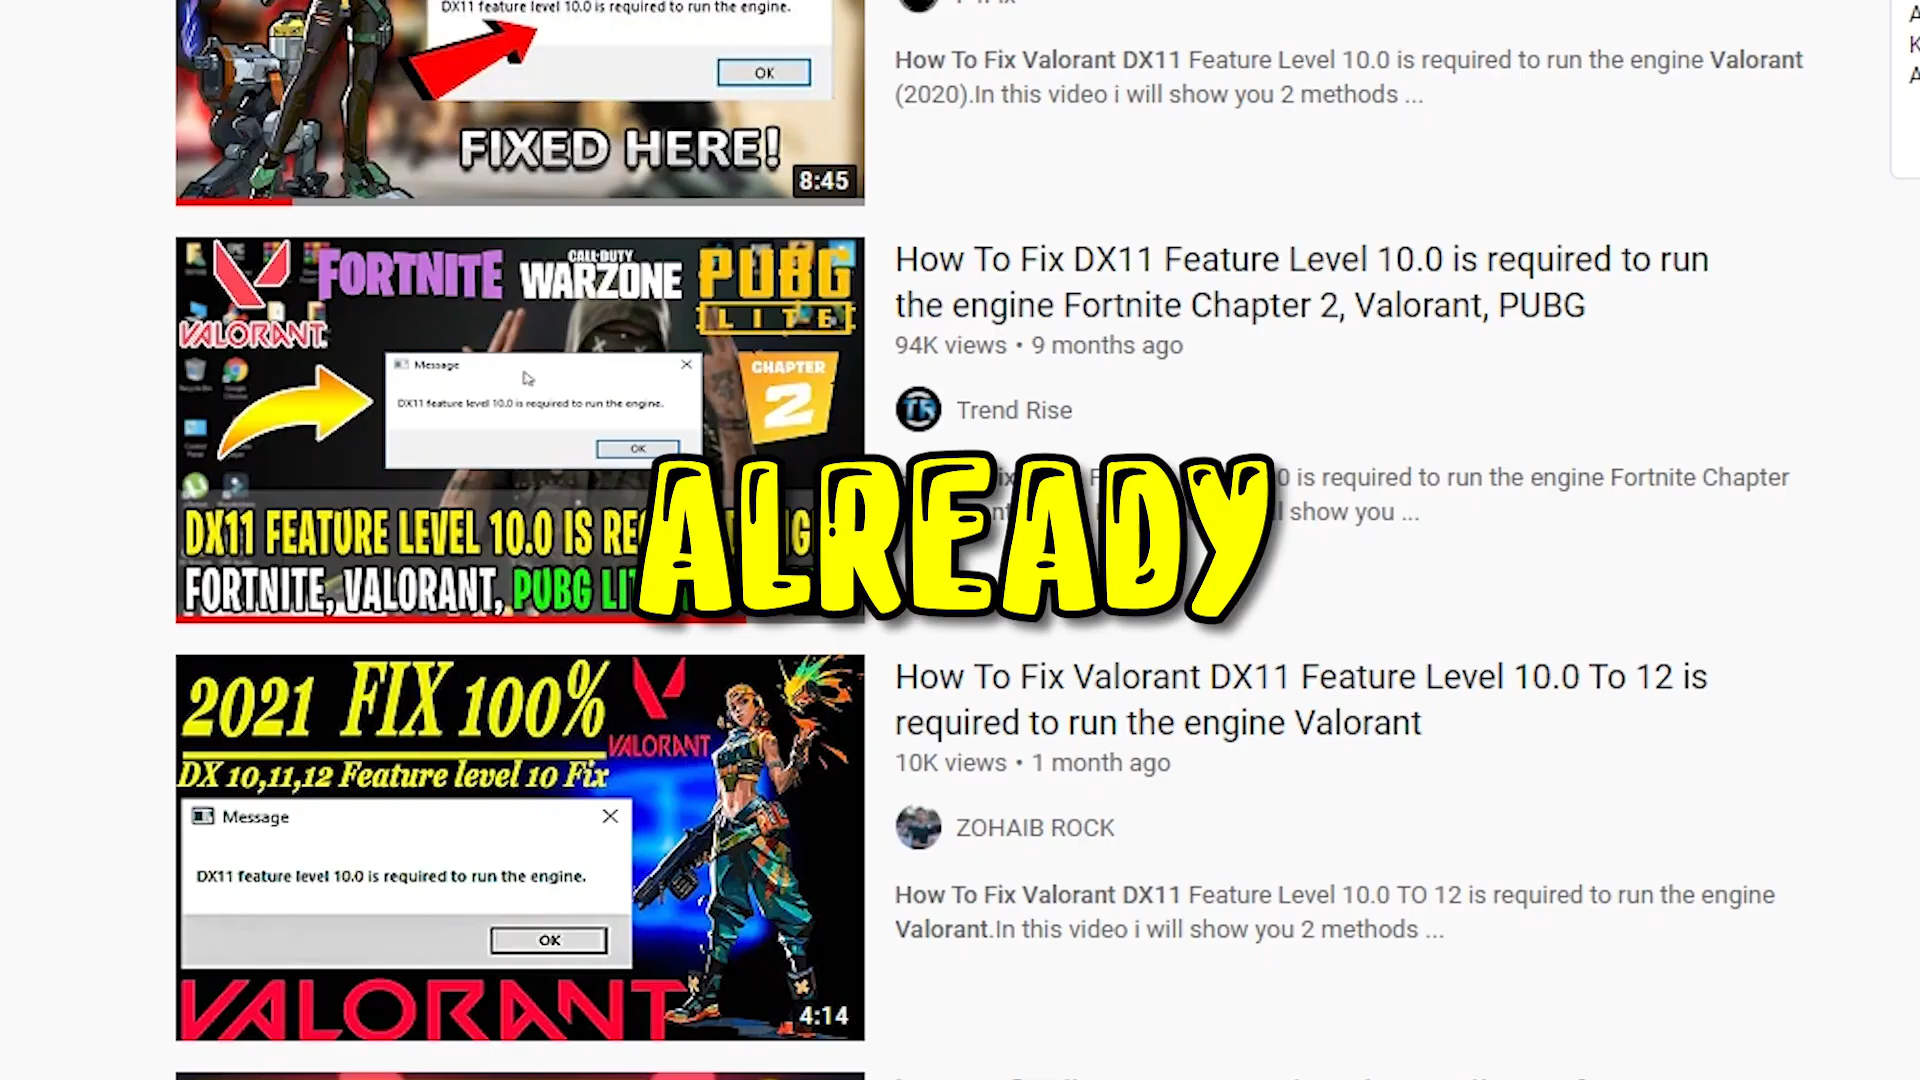 DX11 feature level 10.0 is required to run the engine.
OK
FIXED HERE!
8:45
How To Fix Valorant DX11 Feature Level 10.0 is required to run the engine Valorant
(2020).In this video i will show you 2 methods ...
A
K
A
VALORANT
FORTNITE
CALL·DUTY
WARZONE
PUBG
LITE
CHAPTER
2
Message
DX11 feature level 10.0 is required to run the engine.
OK
DX11 FEATURE LEVEL 10.0 IS
FORTNITE, VALORANT, PUBG
How To Fix DX11 Feature Level 10.0 is required to run
the engine Fortnite Chapter 2, Valorant, PUBG
94K views • 9 months ago
TR
Trend Rise
is required to run the engine Fortnite Chapter
show you ...
ALREADY
2021 FIX 100%
VALORANT
DX 10,11,12 Feature level 10 Fix
Message
DX11 feature level 10.0 is required to run the engine.
OK
VALORANT
4:14
How To Fix Valorant DX11 Feature Level 10.0 To 12 is
required to run the engine Valorant
10K views • 1 month ago
ZOHAIB ROCK
How To Fix Valorant DX11 Feature Level 10.0 TO 12 is required to run the engine
Valorant.In this video i will show you 2 methods ...